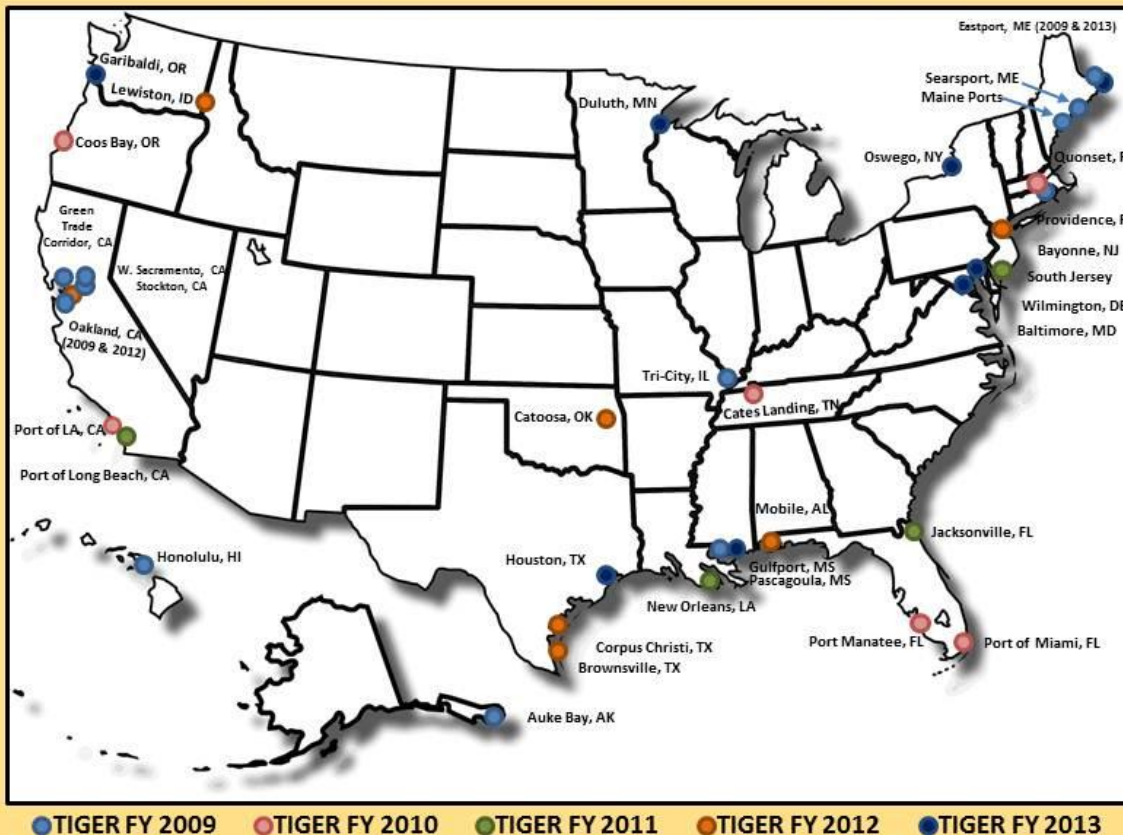 Eastport, ME (2009 & 2013)
Garibaldi, OR
Lewiston, ID
Searsport, ME
Maine Ports
Duluth, MN
Coos Bay, OR
Oswego, NY
Quonset,
Green
Trade
Corridor, CA
W. Sacramento, CA
Stockton, CA
Providence,
Bayonne, NJ
South Jersey
Wilmington, DE
Baltimore, MD
Oakland, CA
(2009 & 2012)
Tri-City, IL
Cates Landing, TN
Catoosa, OK
Port of LA, CA
Port of Long Beach, CA
Mobile, AL
Jacksonville, FL
Honolulu, HI
Houston, TX
Gulfport, MS
Pascagoula, MS
New Orleans, LA
Corpus Christi, TX
Brownsville, TX
Port Manatee, FL
Port of Miami, FL
Auke Bay, AK
TIGER FY 2009
TIGER FY 2010
TIGER FY 2011
TIGER FY 2012
TIGER FY 2013